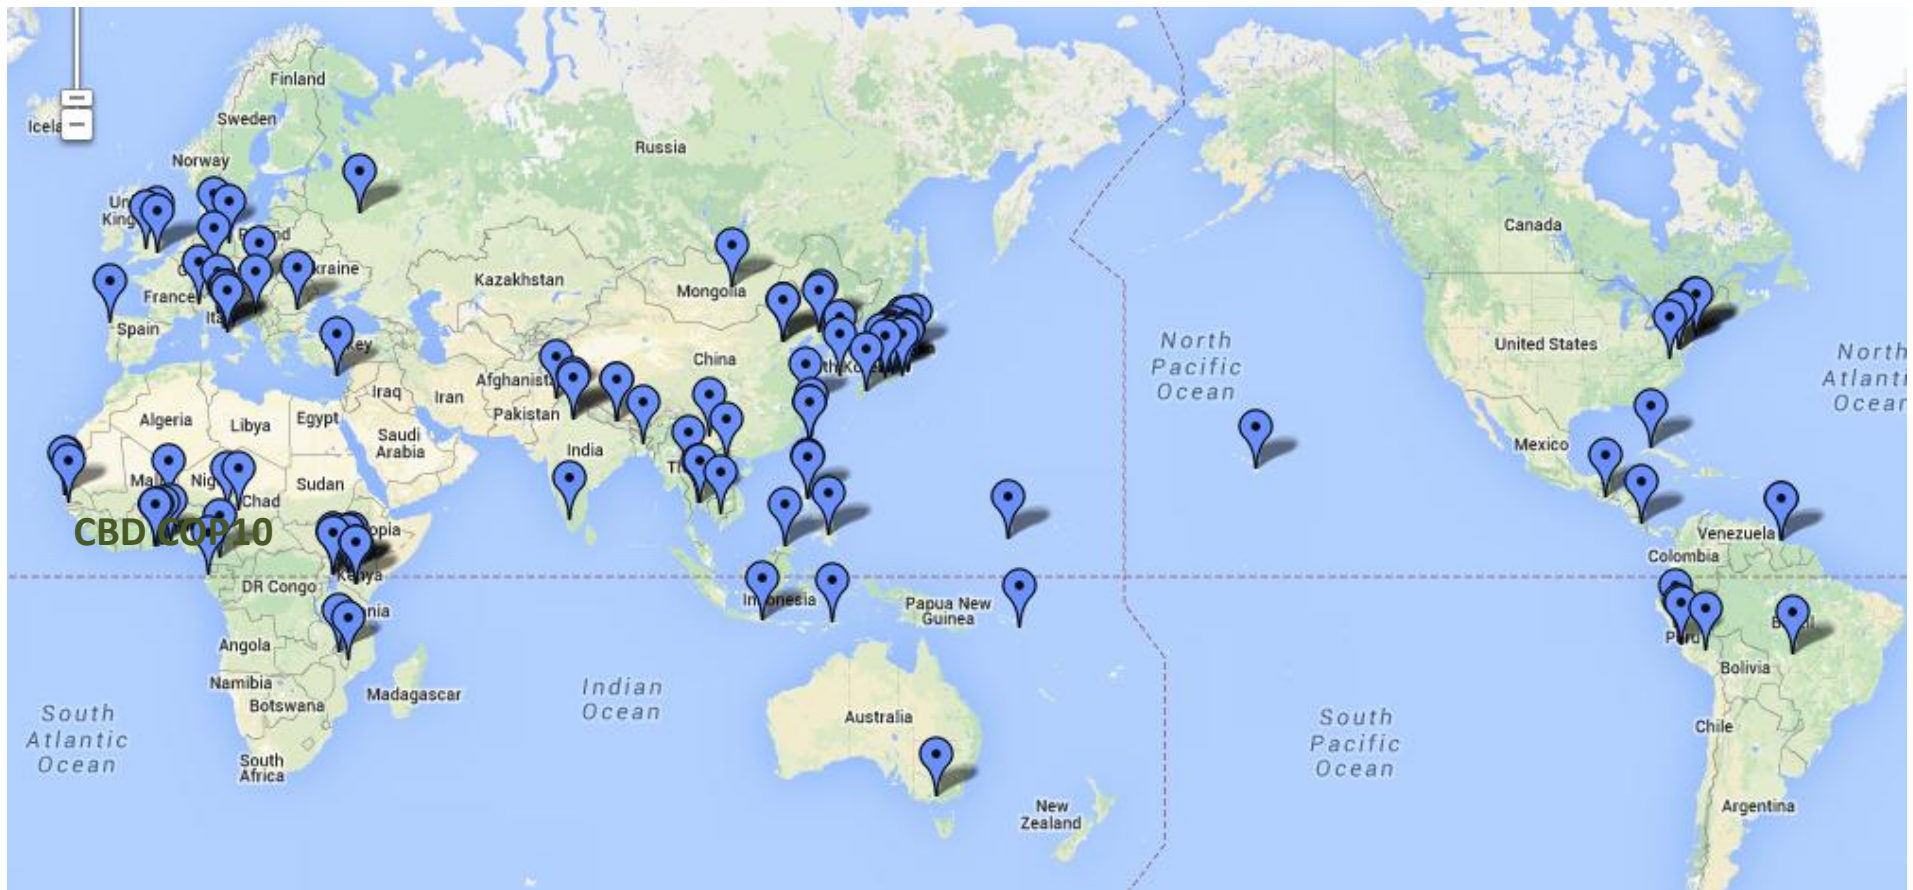 Finland
Sweden
Norway
Russia
Canada
Kazakhstan
Mongolia
France
Spain
United States
China
North
Pacific
Ocean
North
Iraq
Iran
Pakistan
Algeria
Libya
Egypt
Saudi
Arabia
India
Mexico
Sudan
Chad
CBD COP10
Venezuela
Colombia
DR Congo
Papua New
Guinea
Angola
Namibia
Botswana
Madagascar
South
Africa
Bolivia
Indian
Ocean
South
Atlantic
Ocean
Australia
South
Pacific
Ocean
Chile
New
Zealand
Argentina